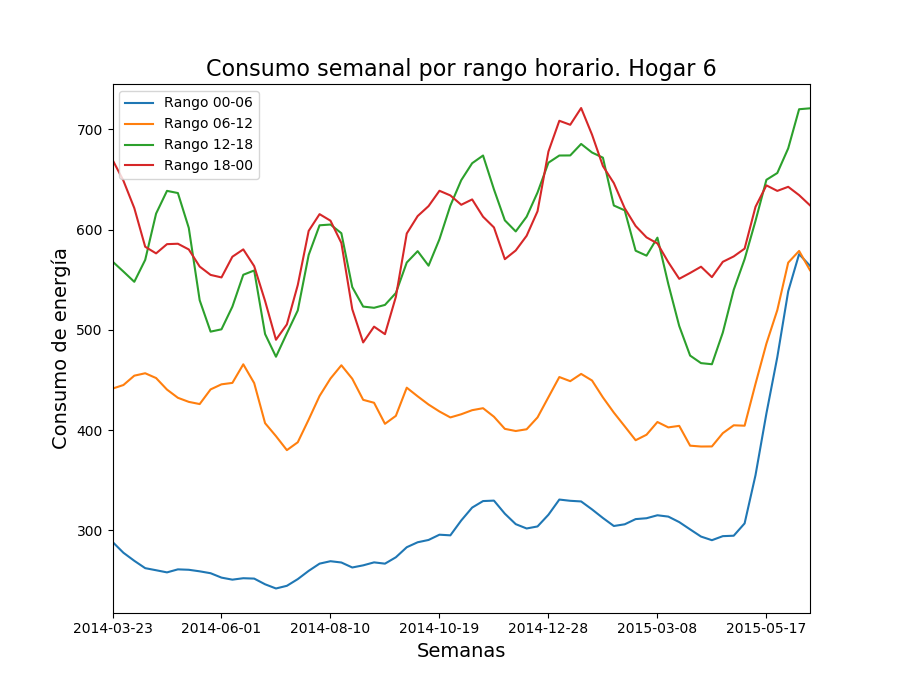 Consumo semanal por rango horario. Hogar 6
Rango 00-06
Rango 06-12
Rango 12-18
Rango 18-00
Consumo de energía
700
600
500
400
300
2014-03-23
2014-06-01
2014-08-10
2014-10-19
2014-12-28
2015-03-08
2015-05-17
Semanas